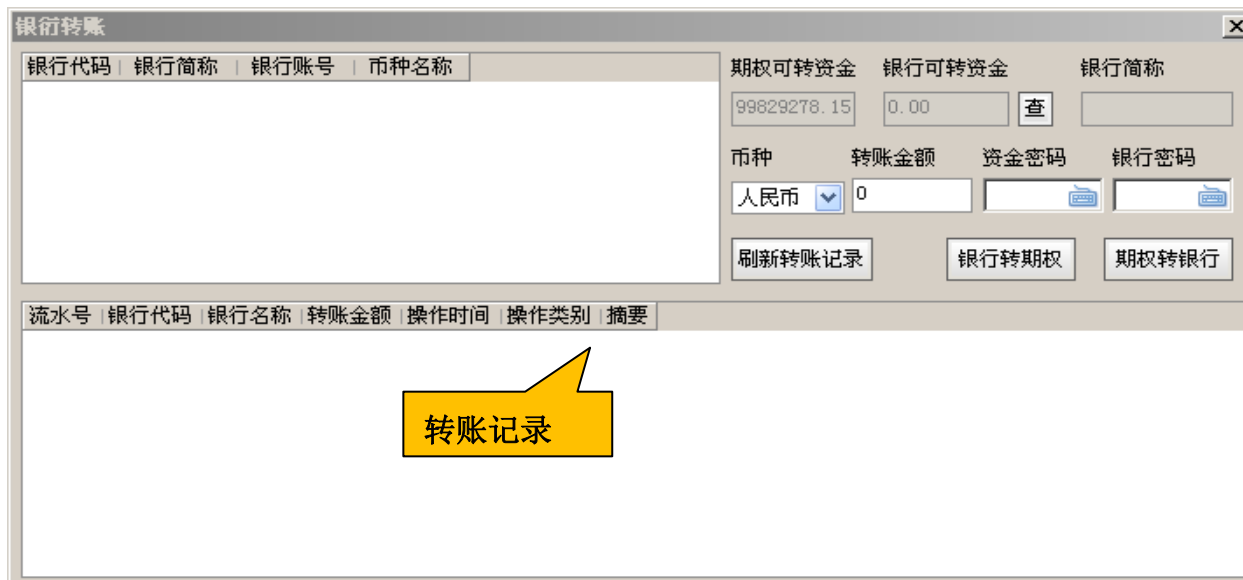 银衍转账
银行代码 银行简称 银行账号 币种名称
期权可转资金 银行可转资金 银行简称
99829278.15 0.00 查
币种 转账金额 资金密码 银行密码
人民币 0
刷新转账记录 银行转期权 期权转银行
流水号 银行代码 银行名称 转账金额 操作时间 操作类别 摘要
转账记录